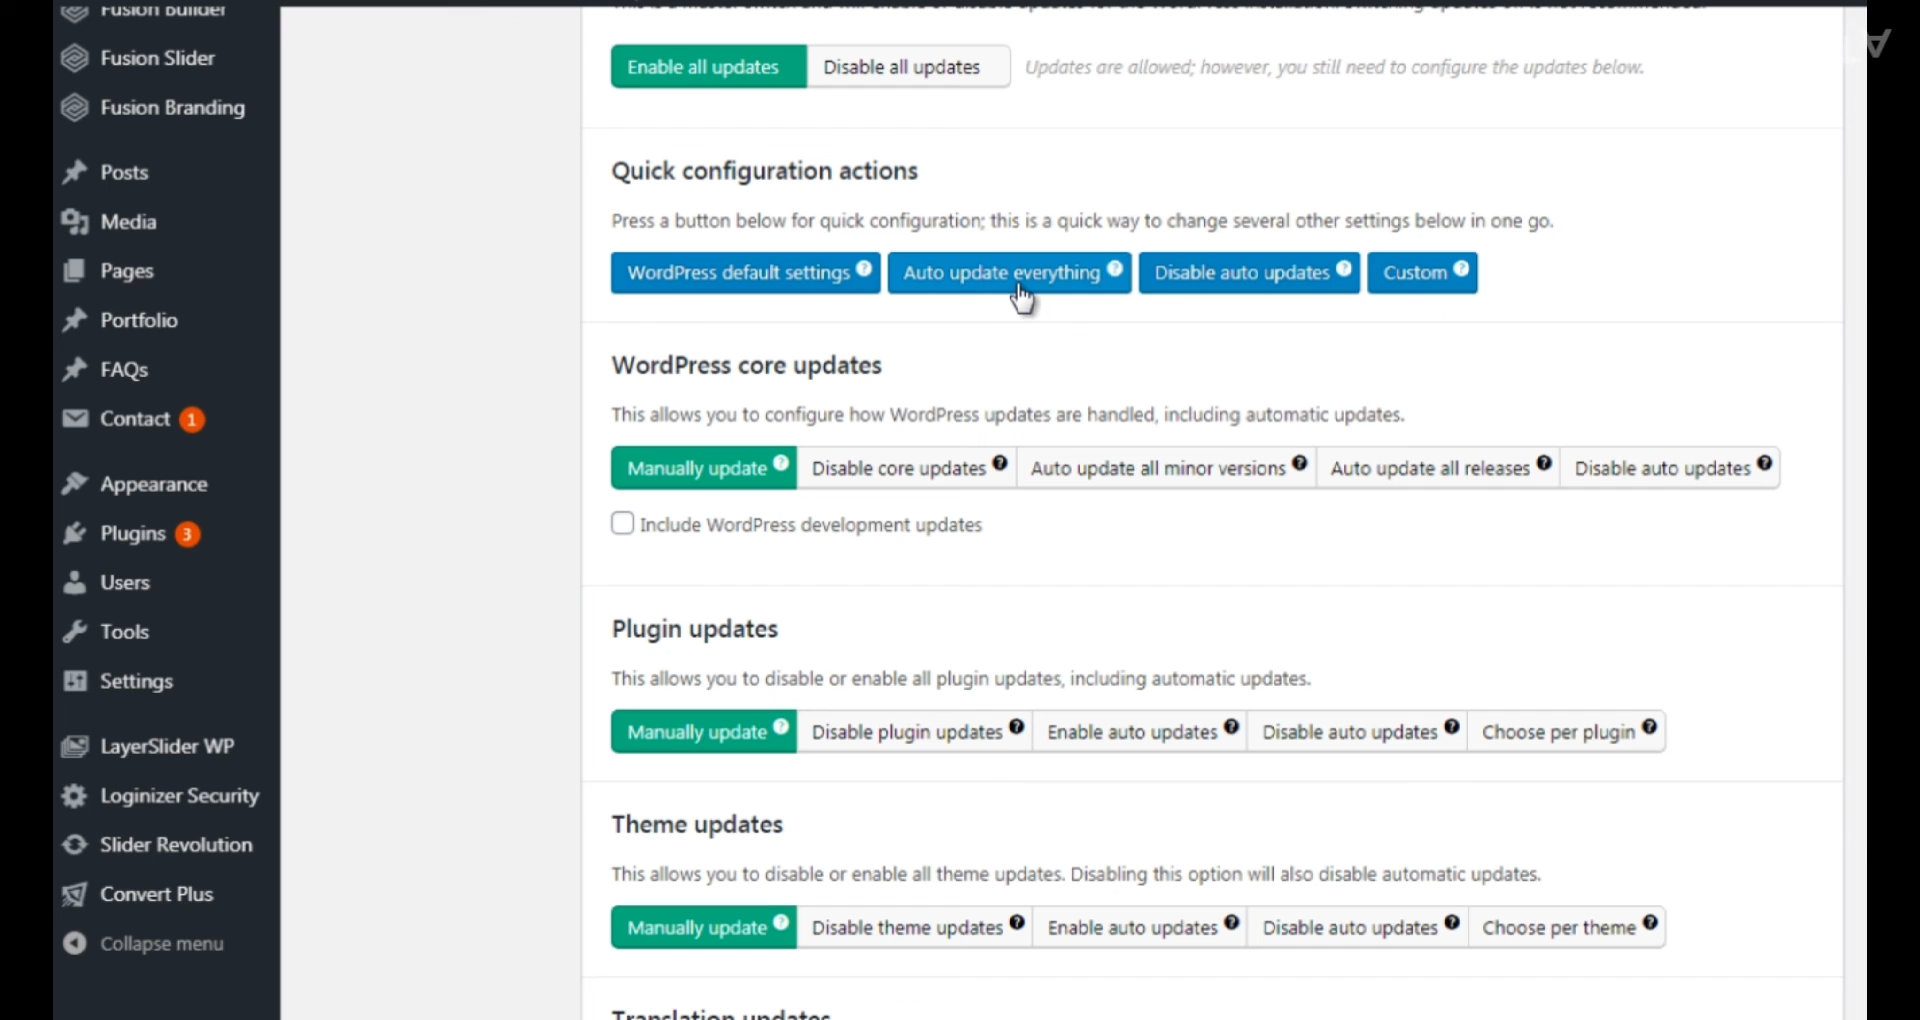 Fusion Builder
Fusion Slider
Fusion Branding
Posts
Media
Pages
Portfolio
FAQs
Contact 1
Appearance
Plugins 3
Users
Tools
Settings
LayerSlider WP
Loginizer Security
Slider Revolution
Convert Plus
Collapse menu
Enable all updates Disable all updates Updates are allowed; however, you still need to configure the updates below.
Quick configuration actions
Press a button below for quick configuration; this is a quick way to change several other settings below in one go.
WordPress default settings ? Auto update everything ? Disable auto updates ? Custom ?
WordPress core updates
This allows you to configure how WordPress updates are handled, including automatic updates.
Manually update ? Disable core updates ? Auto update all minor versions ? Auto update all releases ? Disable auto updates ?
Include WordPress development updates
Plugin updates
This allows you to disable or enable all plugin updates, including automatic updates.
Manually update ? Disable plugin updates ? Enable auto updates ? Disable auto updates ? Choose per plugin ?
Theme updates
This allows you to disable or enable all theme updates. Disabling this option will also disable automatic updates.
Manually update ? Disable theme updates ? Enable auto updates ? Disable auto updates ? Choose per theme ?
Translation updates